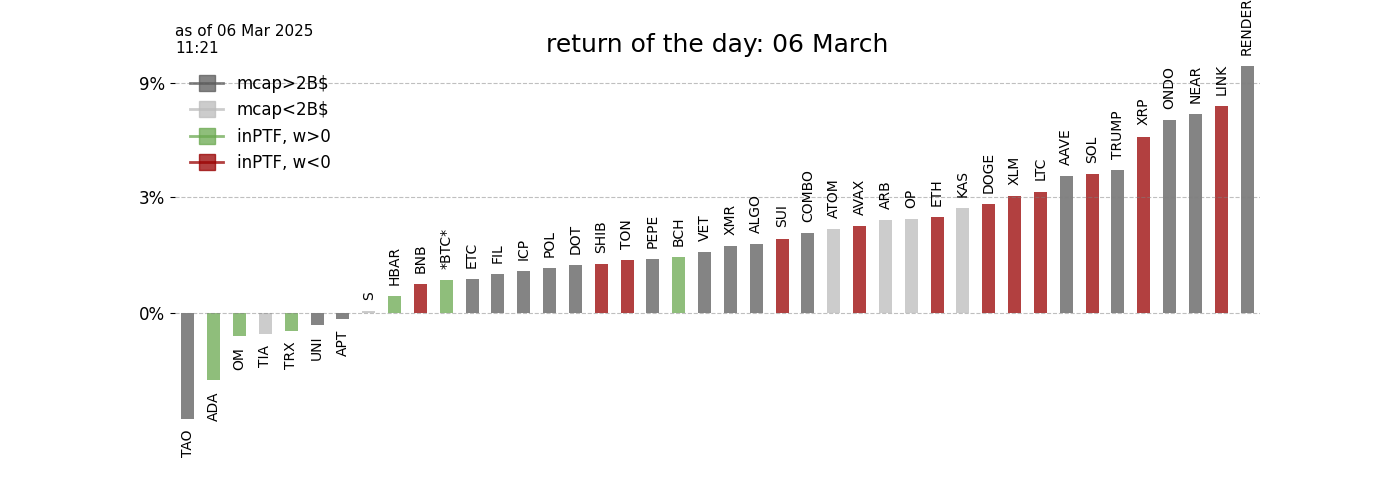 as of 06 Mar 2025
11:21
return of the day: 06 March
mcap>2B$
mcap<2B$
inPTF, w>0
inPTF, w<0
9%
3%
0%
TAO
ADA
OM
TIA
TRX
UNI
APT
S
HBAR
BNB
*BTC*
ETC
FIL
ICP
POL
DOT
SHIB
TON
PEPE
BCH
VET
XMR
ALGO
SUI
COMBO
ATOM
AVAX
ARB
OP
ETH
KAS
DOGE
XLM
LTC
AAVE
SOL
TRUMP
XRP
ONDO
NEAR
LINK
RENDER